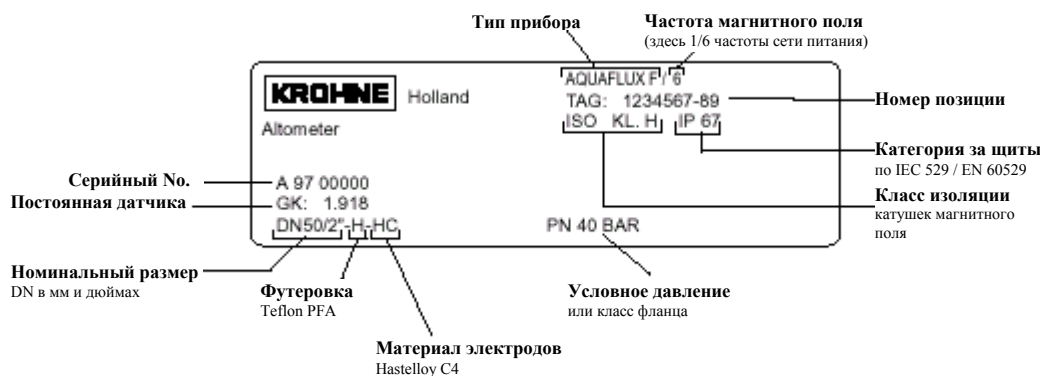 Тип прибора
Частота магнитного поля
(здесь 1/6 частоты сети питания)
KROHNE Holland
AQUAFLUX F / 6
TAG: 1234567-89
Номер позиции
ISO KL. H IP 67
Altometer
Категория за щиты
по IEC 529 / EN 60529
Серийный No.
A 97 00000
Класс изоляции
катушек магнитного
поля
Постоянная датчика
GK: 1.918
DN50/2"-H-HC
PN 40 BAR
Номинальный размер
DN в мм и дюймах
Футеровка
Teflon PFA
Условное давление
или класс фланца
Материал электродов
Hastelloy C4